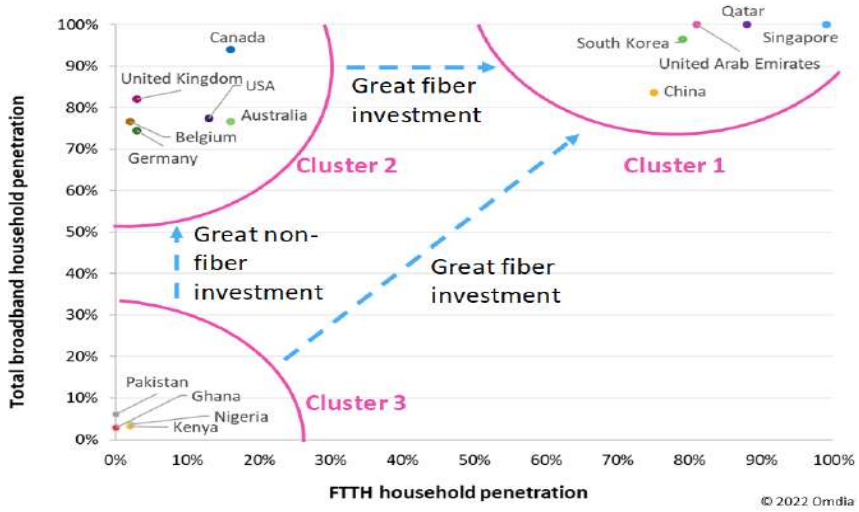 Total broadband household penetration
100%
90%
80%
70%
60%
50%
40%
30%
20%
10%
0%
0%
10%
20%
30%
40%
50%
60%
70%
80%
90%
100%
FTTH household penetration
Canada
United Kingdom
USA
Australia
Belgium
Germany
Cluster 2
Great fiber
investment
Qatar
South Korea
Singapore
United Arab Emirates
China
Cluster 1
Great non-
fiber
investment
Great fiber
investment
Pakistan
Ghana
Nigeria
Kenya
Cluster 3
© 2022 Omdia